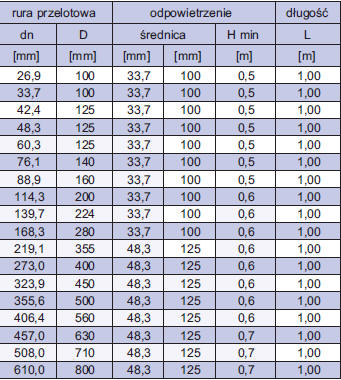 rura przelotowa odpowietrzenie długość
dn D średnica H min L
[mm] [mm] [mm] [mm] [m] [m]
26,9 100 33,7 100 0,5 1,00
33,7 100 33,7 100 0,5 1,00
42,4 125 33,7 100 0,5 1,00
48,3 125 33,7 100 0,5 1,00
60,3 125 33,7 100 0,5 1,00
76,1 140 33,7 100 0,5 1,00
88,9 160 33,7 100 0,5 1,00
114,3 200 33,7 100 0,6 1,00
139,7 224 33,7 100 0,6 1,00
168,3 280 33,7 100 0,6 1,00
219,1 355 48,3 125 0,6 1,00
273,0 400 48,3 125 0,6 1,00
323,9 450 48,3 125 0,6 1,00
355,6 500 48,3 125 0,6 1,00
406,4 560 48,3 125 0,6 1,00
457,0 630 48,3 125 0,7 1,00
508,0 710 48,3 125 0,7 1,00
610,0 800 48,3 125 0,7 1,00